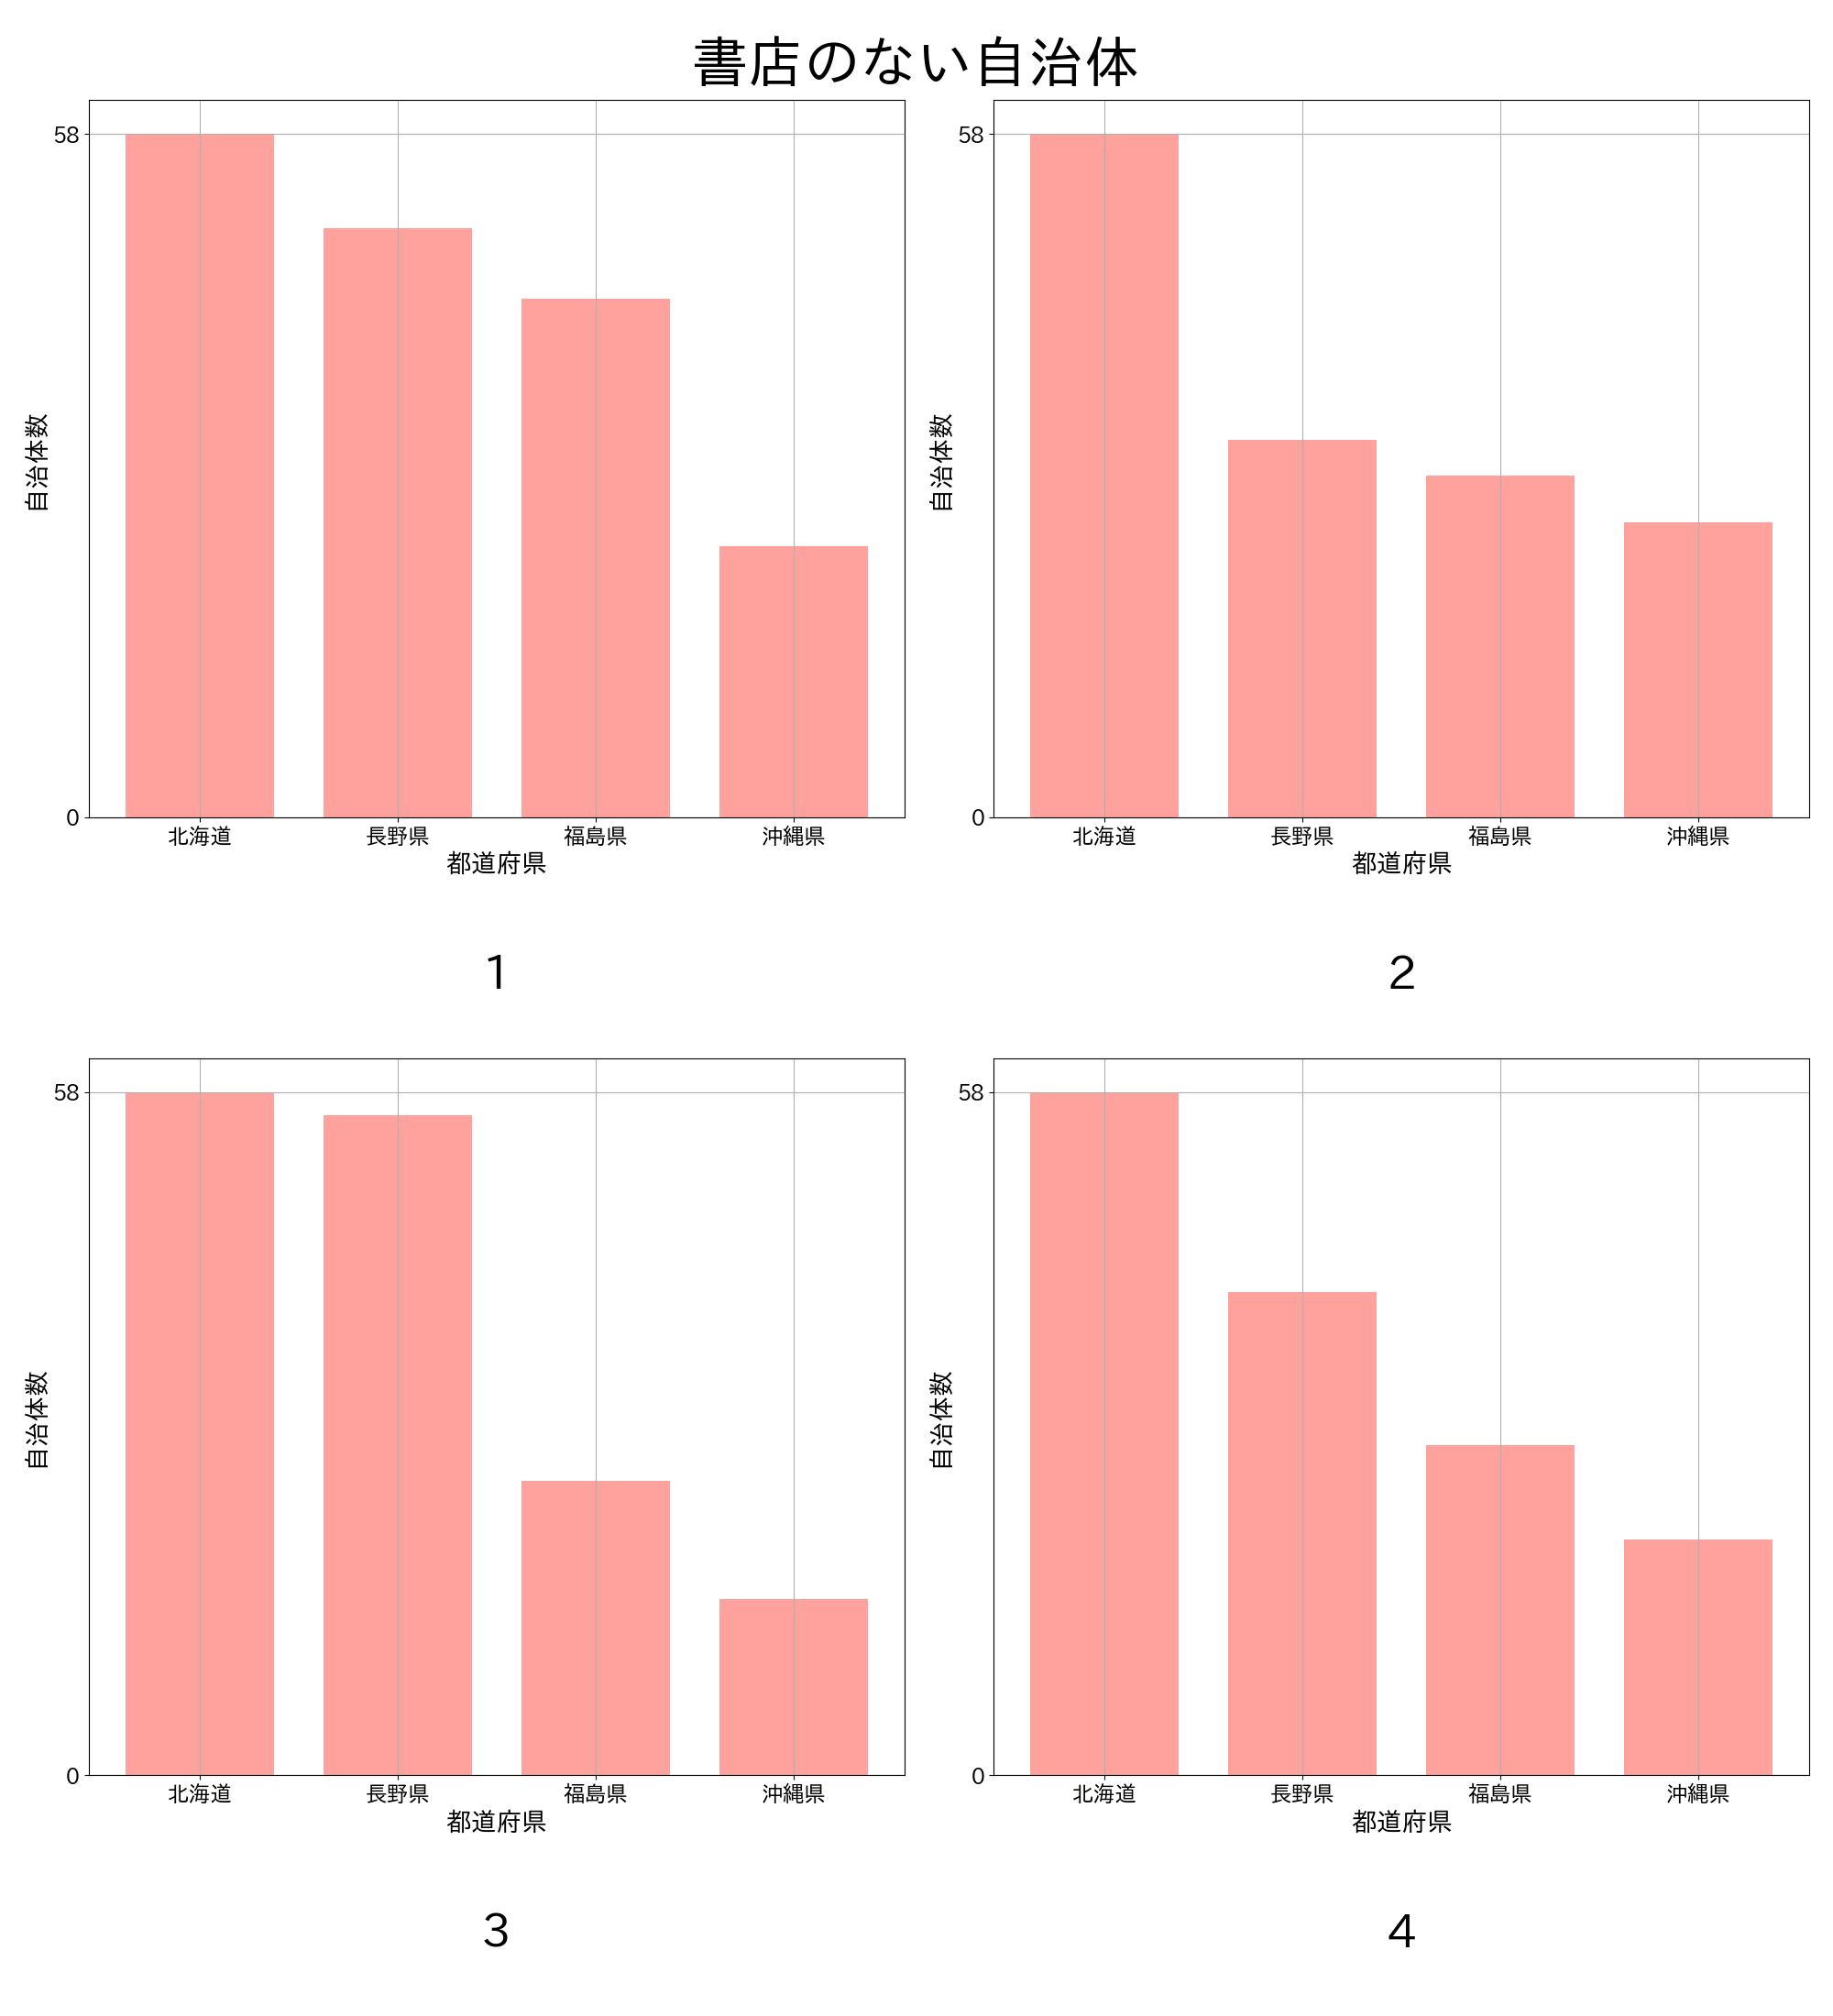 書店のない自治体
58
0
自治体数
北海道 長野県 福島県 沖縄県
都道府県
1
58
0
自治体数
北海道 長野県 福島県 沖縄県
都道府県
2
58
0
自治体数
北海道 長野県 福島県 沖縄県
都道府県
3
58
0
自治体数
北海道 長野県 福島県 沖縄県
都道府県
4